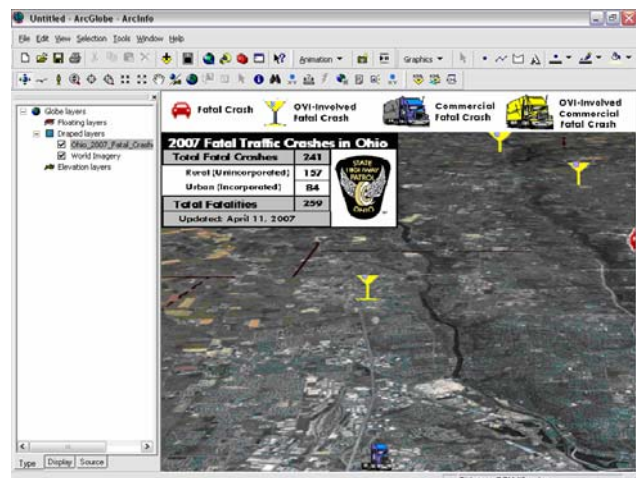 Untitled - ArcGlobe - ArcInfo
File Edit View Selection Tools Window Help
Animation Graphics
Globe layers
Floating layers
Draped layers
Ohio_2007_Fatal_Crash
World Imagery
Elevation layers
Type Display Source
Fatal Crash
OVI-Involved
Fatal Crash
Commercial
Fatal Crash
OVI-Involved
Commercial
Fatal Crash
2007 Fatal Traffic Crashes in Ohio
Total Fatal Crashes 241
Rural (Unincorporated) 157
Urban (Incorporated) 84
Total Fatalities 259
Updated: April 11, 2007
STATE
HIGHWAY
PATROL
OHIO